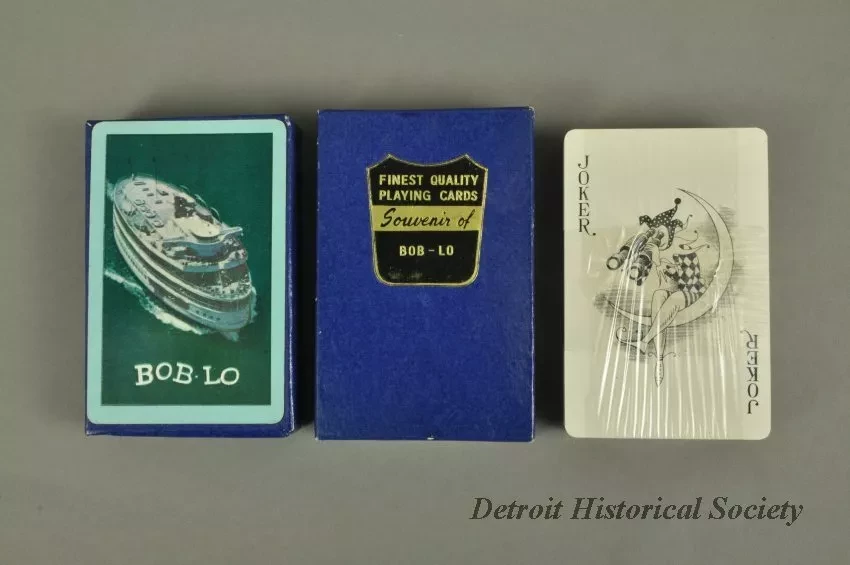 BOB-LO
FINEST QUALITY
PLAYING CARDS
Souvenir of
BOB-LO
JOKER
JOKER
Detroit Historical Society